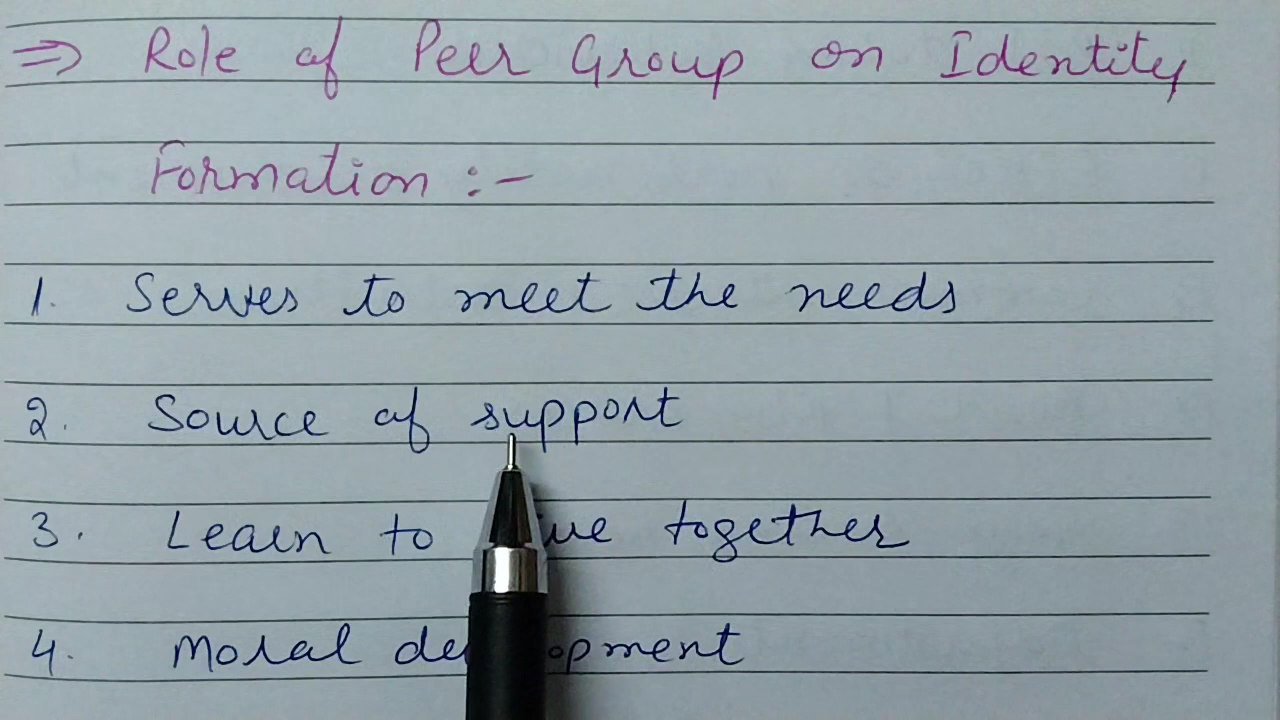 ⇒ Role of Peer Group on Identity
Formation :-
1. Serves to meet the needs
2. Source of support
3. Learn to together
4. Moral